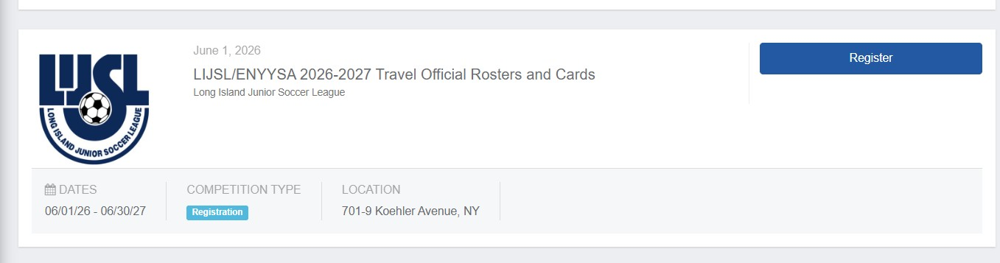 LIJSL
LONG ISLAND JUNIOR SOCCER LEAGUE
June 1, 2026
LIJSL/ENYYSA 2026-2027 Travel Official Rosters and Cards
Long Island Junior Soccer League
Register
DATES
06/01/26 - 06/30/27
COMPETITION TYPE
Registration
LOCATION
701-9 Koehler Avenue, NY